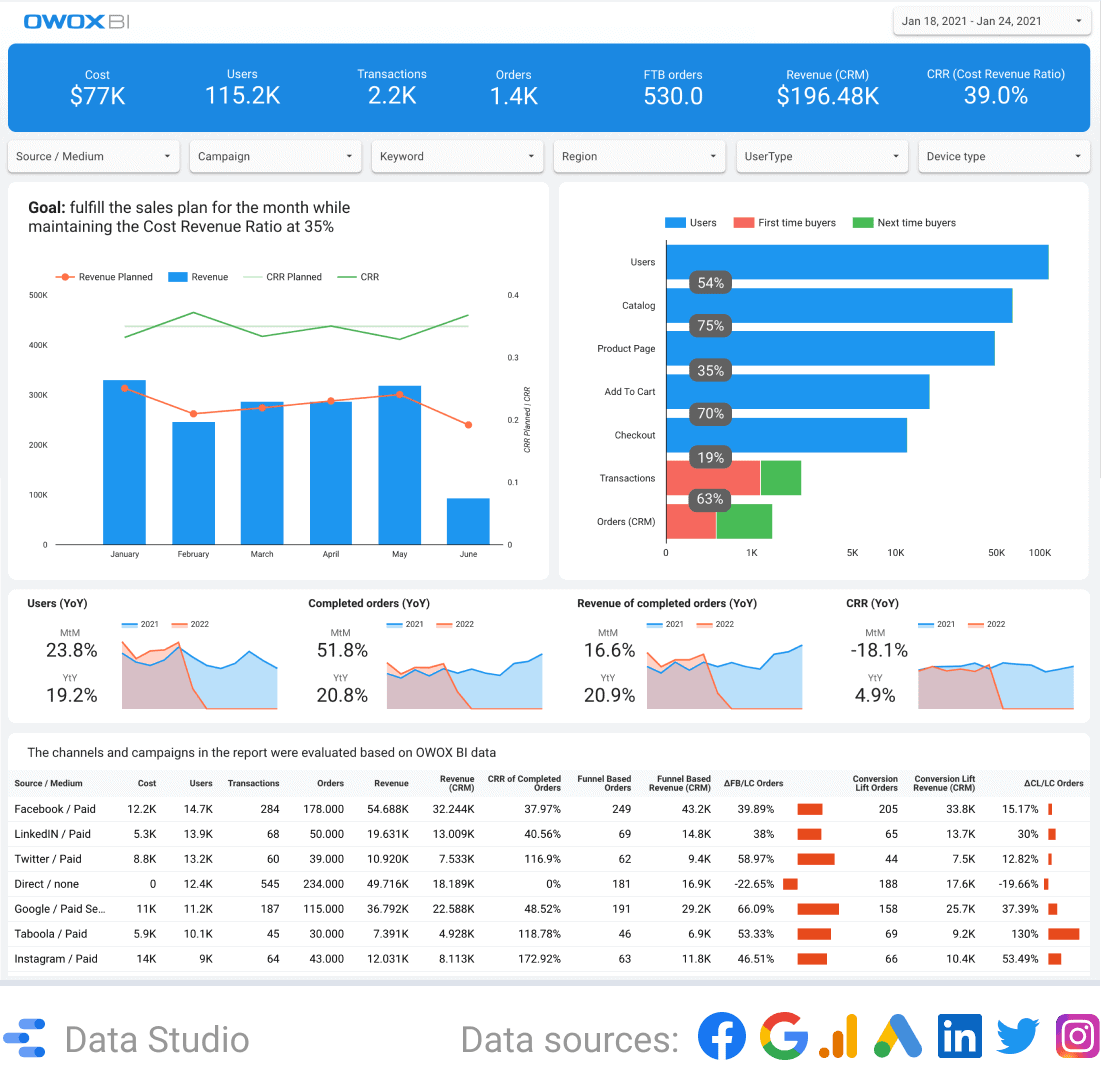 OWOX BI
Jan 18, 2021 - Jan 24, 2021
Cost Users Transactions Orders FTB orders Revenue (CRM) CRR (Cost Revenue Ratio)
$77K 115.2K 2.2K 1.4K 530.0 $196.48K 39.0%
Source / Medium Campaign Keyword Region UserType Device type
Goal: fulfill the sales plan for the month while
maintaining the Cost Revenue Ratio at 35%
Revenue Planned Revenue CRR Planned CRR
500K 0.4
400K
0.3
300K
0.2
200K
100K 0.1
0 0
CRR Planned | CRR
January February March April May June
Users First time buyers Next time buyers
Users
54%
Catalog
75%
Product Page
35%
Add To Cart
70%
Checkout
19%
Transactions
63%
Orders (CRM)
0 1K 5K 10K 50K 100K
Users (YoY)
2021 2022
MtM
23.8%
YtY
19.2%
Completed orders (YoY)
2021 2022
MtM
51.8%
YtY
20.8%
Revenue of completed orders (YoY)
2021 2022
MtM
16.6%
YtY
20.9%
CRR (YoY)
2021 2022
MtM
-18.1%
YtY
4.9%
The channels and campaigns in the report were evaluated based on OWOX BI data
Source / Medium Cost Users Transactions Orders Revenue Revenue (CRM) CRR of Completed Orders Funnel Based Orders Funnel Based Revenue (CRM) ΔFB/LC Orders Conversion Lift Orders Conversion Lift Revenue (CRM) ΔCL/LC Orders
Facebook / Paid 12.2K 14.7K 284 178.000 54.688K 32.244K 37.97% 249 43.2K 39.89% 205 33.8K 15.17%
LinkedIN / Paid 5.3K 13.9K 68 50.000 19.631K 13.009K 40.56% 69 14.8K 38% 65 13.7K 30%
Twitter / Paid 8.8K 13.2K 60 39.000 10.920K 7.533K 116.9% 62 9.4K 58.97% 44 7.5K 12.82%
Direct / none 0 12.4K 545 234.000 49.716K 18.189K 0% 181 16.9K -22.65% 188 17.6K -19.66%
Google / Paid Se... 11K 11.2K 187 115.000 36.792K 22.588K 48.52% 191 29.2K 66.09% 158 25.7K 37.39%
Taboola / Paid 5.9K 10.1K 45 30.000 7.391K 4.928K 118.78% 46 6.9K 53.33% 69 9.2K 130%
Instagram / Paid 14K 9K 64 43.000 12.031K 8.113K 172.92% 63 11.8K 46.51% 66 10.4K 53.49%
Data Studio Data sources: